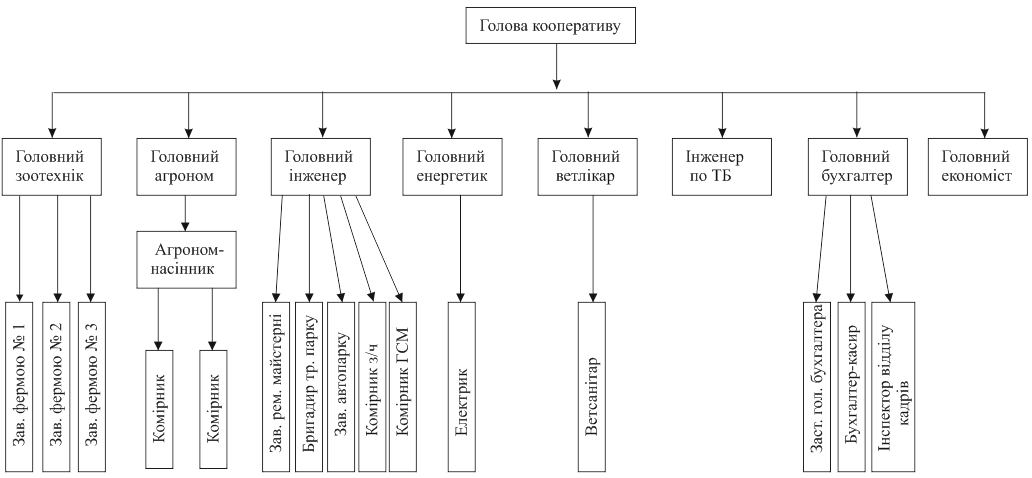 Голова кооперативу
Головний
зоотехнік
Головний
агроном
Головний
інженер
Головний
енергетик
Головний
ветлікар
Інженер
по ТБ
Головний
бухгалтер
Головний
економіст
Агроном-
насінник
Зав. фермою № 1
Зав. фермою № 2
Зав. фермою № 3
Комірник
Комірник
Зав. рем. майстерні
Бригадир тр. парку
Зав. автопарку
Комірник з/ч
Комірник ГСМ
Електрик
Ветсанітар
Заст. гол. бухгалтера
Бухгалтер-касир
Інспектор відділу
кадрів